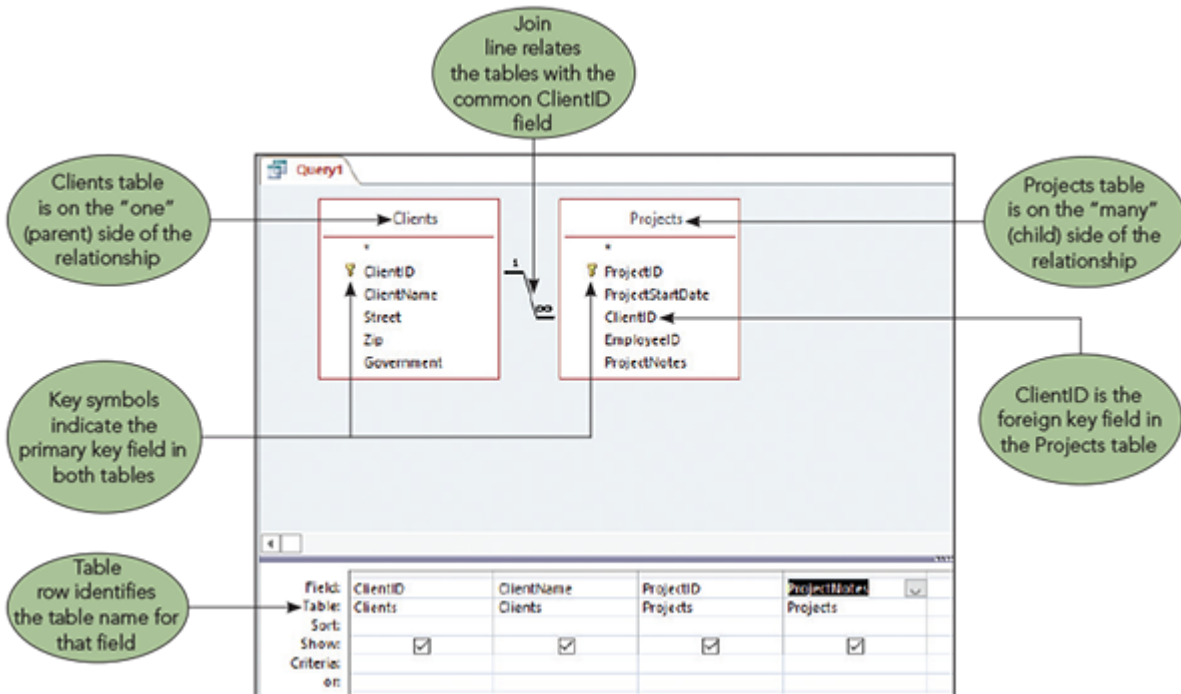 Join
line relates
the tables with the
common ClientID
field
Query1
Clients table
is on the “one”
(parent) side of the
relationship
Clients
*
ClientID
ClientName
Street
Zip
Government
1
∞
Projects
*
ProjectID
ProjectStartDate
ClientID
EmployeeID
ProjectNotes
Projects table
is on the “many”
(child) side of the
relationship
Key symbols
indicate the
primary key field in
both tables
ClientID is the
foreign key field in
the Projects table
Table
row identifies
the table name for
that field
Field: ClientID ClientName ProjectID ProjectNotes
Table: Clients Clients Projects Projects
Sort:
Show:
Criteria:
or: